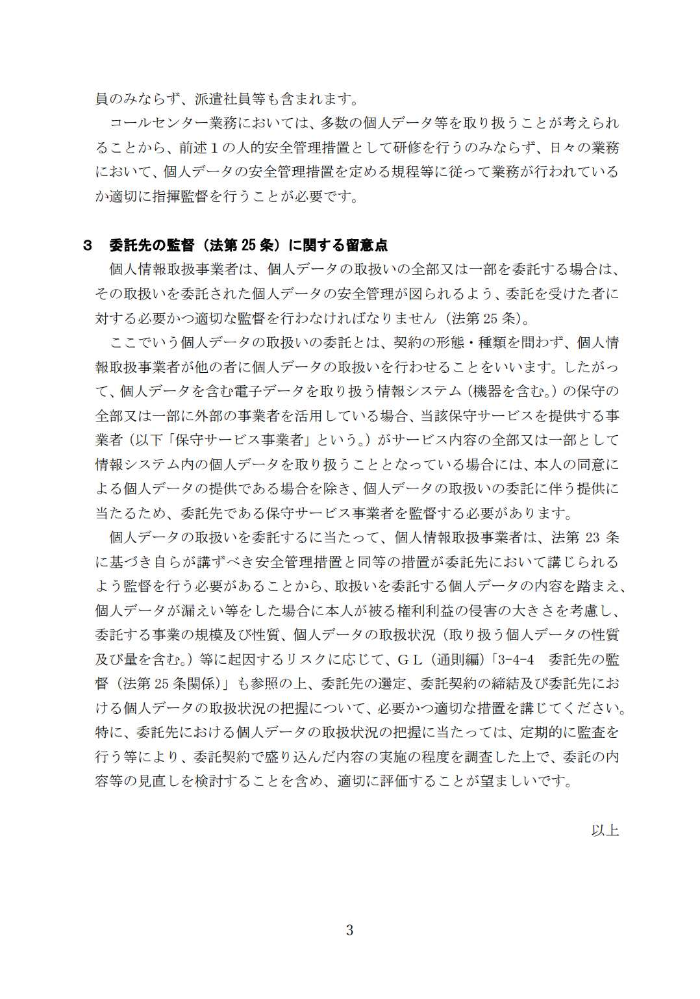 員のみならず、派遣社員等も含まれます。
　コールセンター業務においては、多数の個人データ等を取り扱うことが考えられ
ることから、前述１の人的安全管理措置として研修を行うのみならず、日々の業務
において、個人データの安全管理措置を定める規程等に従って業務が行われている
か適切に指揮監督を行うことが必要です。
３　委託先の監督（法第 25 条）に関する留意点
　個人情報取扱事業者は、個人データの取扱いの全部又は一部を委託する場合は、
その取扱いを委託された個人データの安全管理が図られるよう、委託を受けた者に
対する必要かつ適切な監督を行わなければなりません（法第 25 条）。
　ここでいう個人データの取扱いの委託とは、契約の形態・種類を問わず、個人情
報取扱事業者が他の者に個人データの取扱いを行わせることをいいます。したがっ
て、個人データを含む電子データを取り扱う情報システム（機器を含む。）の保守の
全部又は一部に外部の事業者を活用している場合、当該保守サービスを提供する事
業者（以下「保守サービス事業者」という。）がサービス内容の全部又は一部として
情報システム内の個人データを取り扱うこととなっている場合には、本人の同意に
よる個人データの提供である場合を除き、個人データの取扱いの委託に伴う提供に
当たるため、委託先である保守サービス事業者を監督する必要があります。
　個人データの取扱いを委託するに当たって、個人情報取扱事業者は、法第 23 条
に基づき自らが講ずべき安全管理措置と同等の措置が委託先において講じられる
よう監督を行う必要があることから、取扱いを委託する個人データの内容を踏まえ、
個人データが漏えい等をした場合に本人が被る権利利益の侵害の大きさを考慮し、
委託する事業の規模及び性質、個人データの取扱状況（取り扱う個人データの性質
及び量を含む。）等に起因するリスクに応じて、ＧＬ（通則編）「3-4-4　委託先の監
督（法第 25 条関係）」も参照の上、委託先の選定、委託契約の締結及び委託先にお
ける個人データの取扱状況の把握について、必要かつ適切な措置を講じてください。
特に、委託先における個人データの取扱状況の把握に当たっては、定期的に監査を
行う等により、委託契約で盛り込んだ内容の実施の程度を調査した上で、委託の内
容等の見直しを検討することを含め、適切に評価することが望ましいです。
以上
3